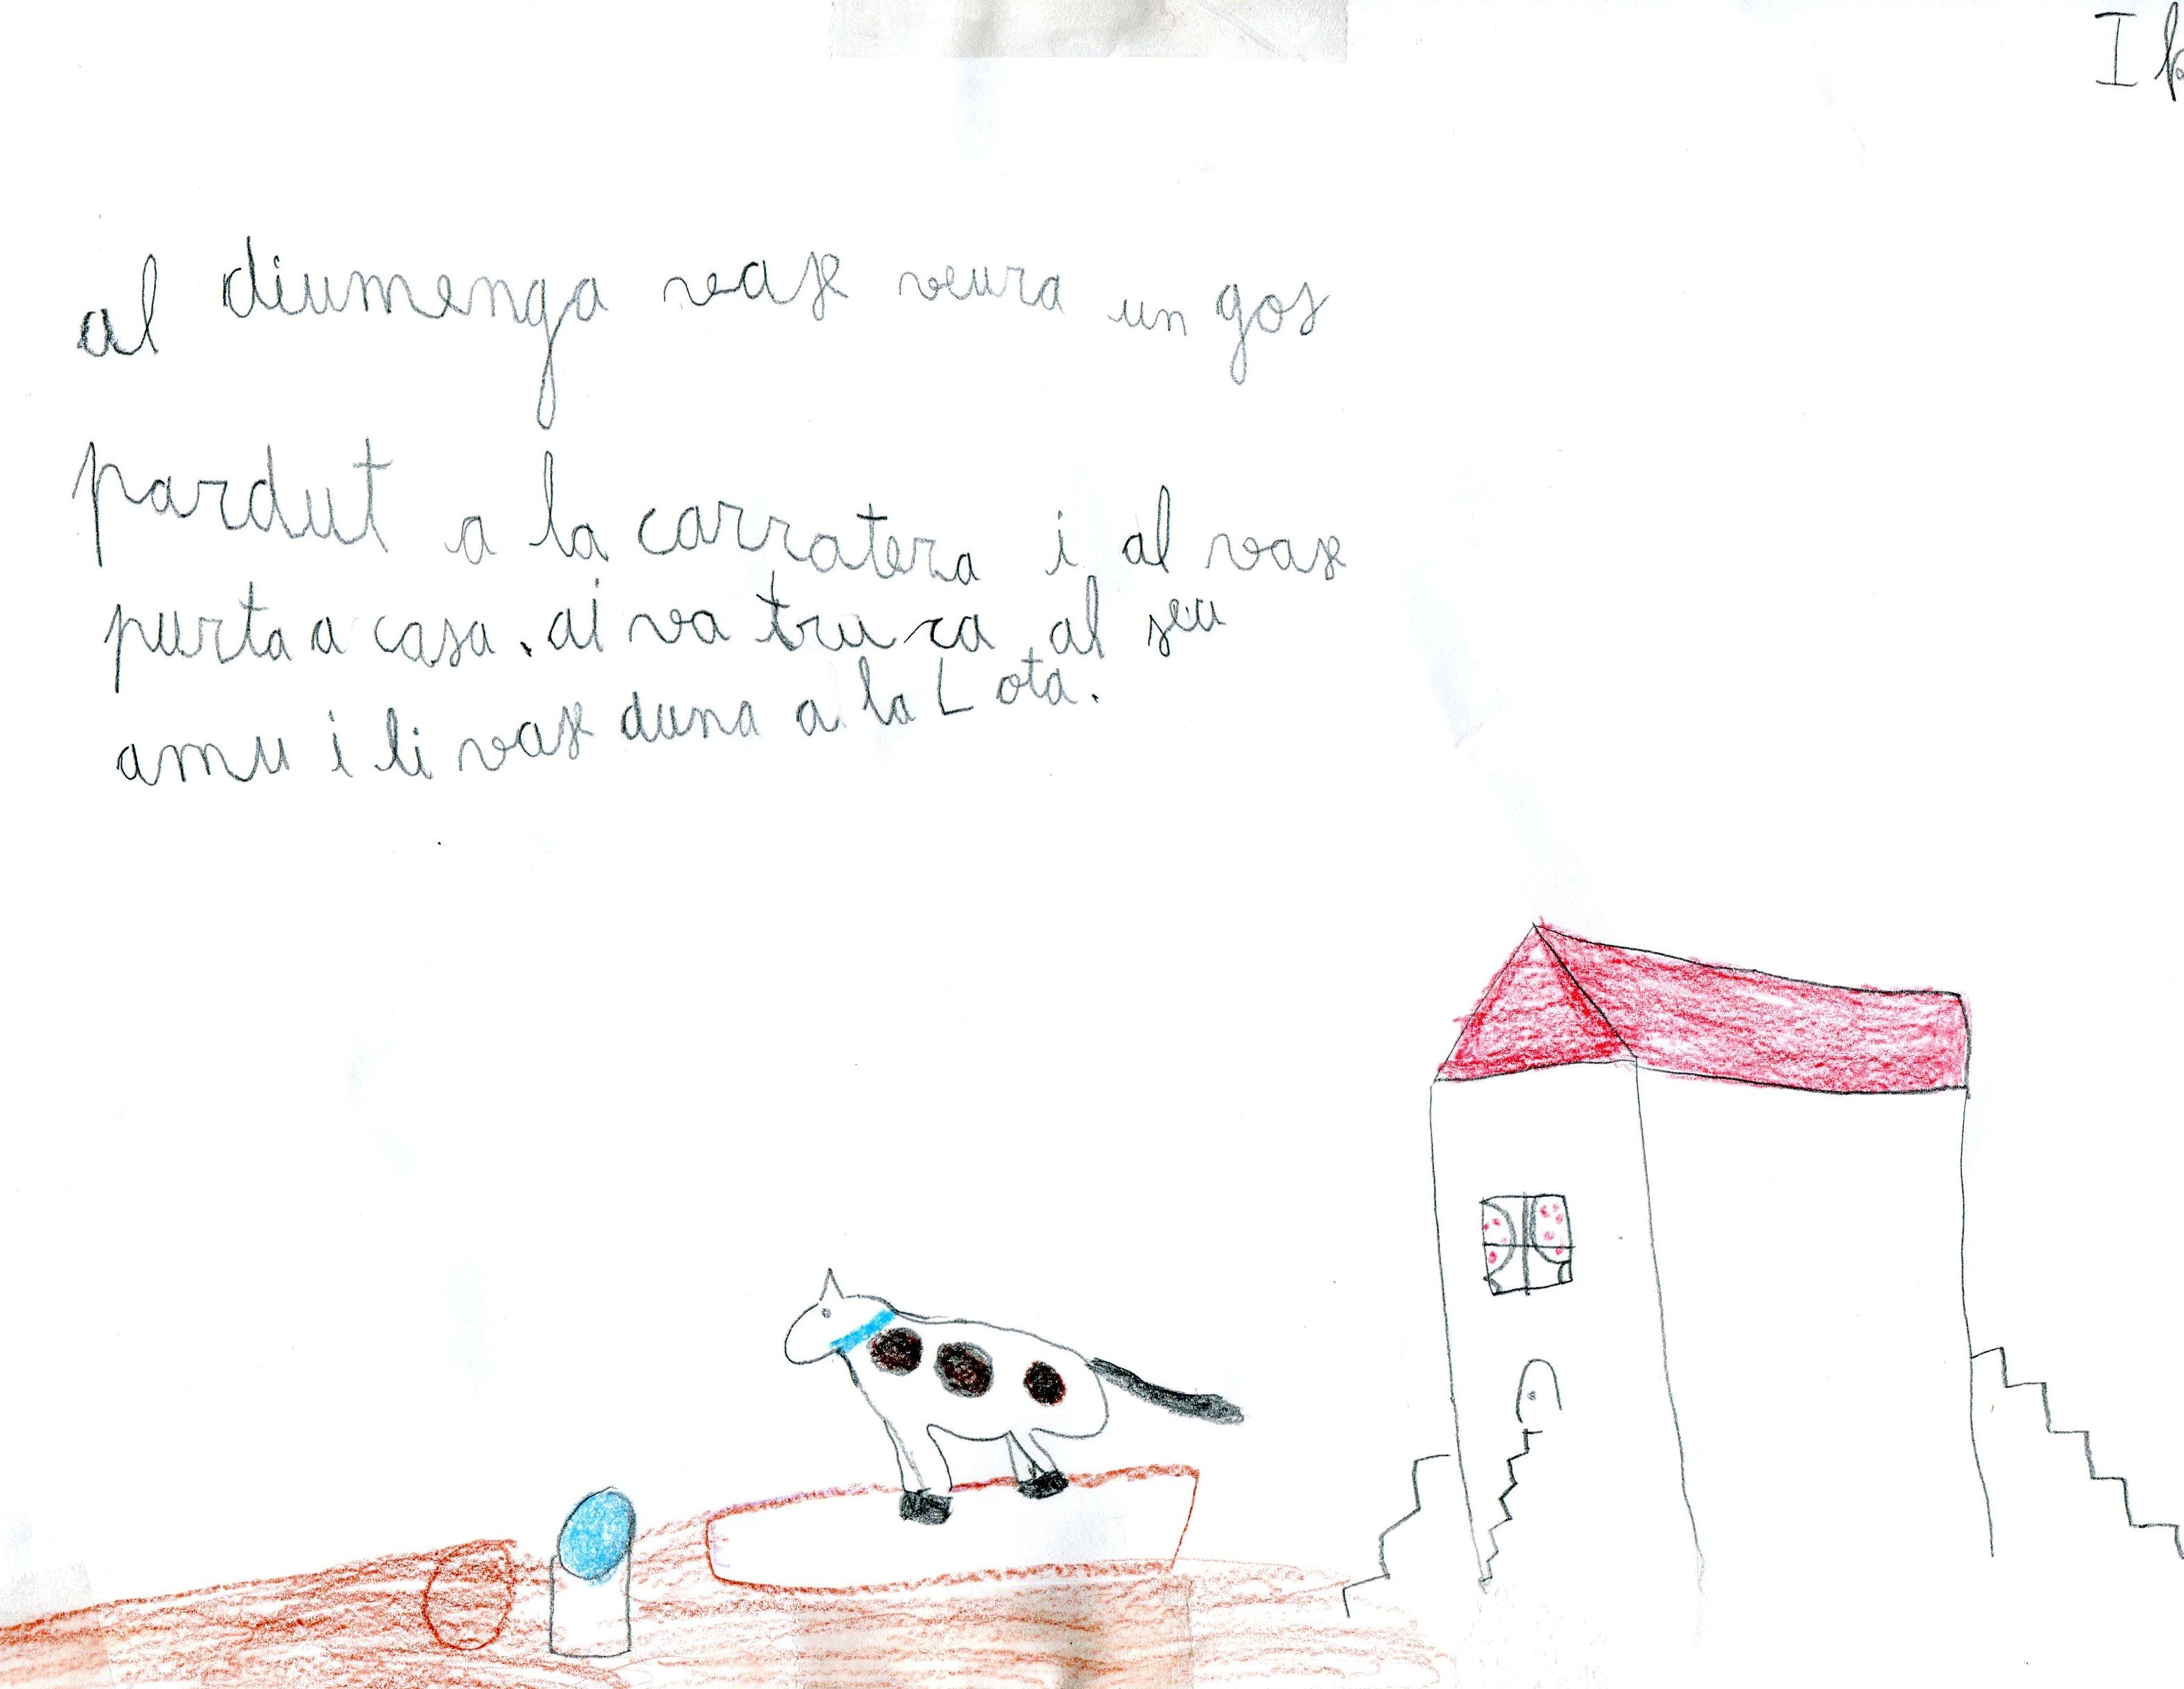 al diumenga vax veura un gos
pardut a la carratera i al vax
purta a casa. ai va truca al seu
amu i li vax duna a la Lota.